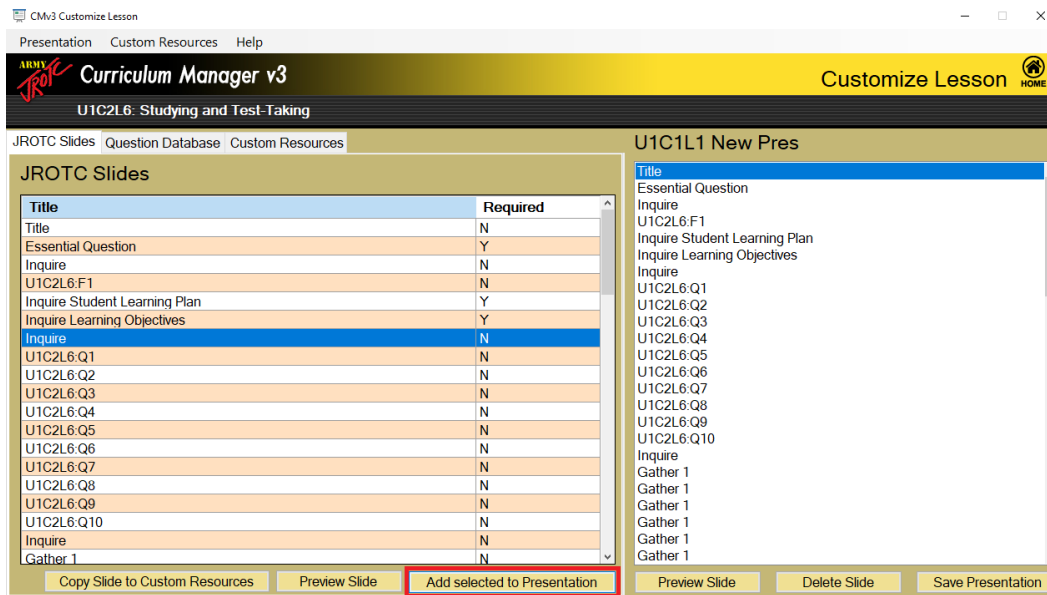 CMv3 Customize Lesson
Presentation Custom Resources Help
ARMY
JROTC
Curriculum Manager v3
Customize Lesson
HOME
U1C2L6: Studying and Test-Taking
JROTC Slides Question Database Custom Resources
JROTC Slides
Title Required
Title N
Essential Question Y
Inquire N
U1C2L6:F1 N
Inquire Student Learning Plan Y
Inquire Learning Objectives Y
Inquire N
U1C2L6:Q1 N
U1C2L6:Q2 N
U1C2L6:Q3 N
U1C2L6:Q4 N
U1C2L6:Q5 N
U1C2L6:Q6 N
U1C2L6:Q7 N
U1C2L6:Q8 N
U1C2L6:Q9 N
U1C2L6:Q10 N
Inquire N
Gather 1 N
Copy Slide to Custom Resources Preview Slide Add selected to Presentation
U1C1L1 New Pres
Title
Essential Question
Inquire
U1C2L6:F1
Inquire Student Learning Plan
Inquire Learning Objectives
Inquire
U1C2L6:Q1
U1C2L6:Q2
U1C2L6:Q3
U1C2L6:Q4
U1C2L6:Q5
U1C2L6:Q6
U1C2L6:Q7
U1C2L6:Q8
U1C2L6:Q9
U1C2L6:Q10
Inquire
Gather 1
Gather 1
Gather 1
Gather 1
Gather 1
Gather 1
Preview Slide Delete Slide Save Presentation